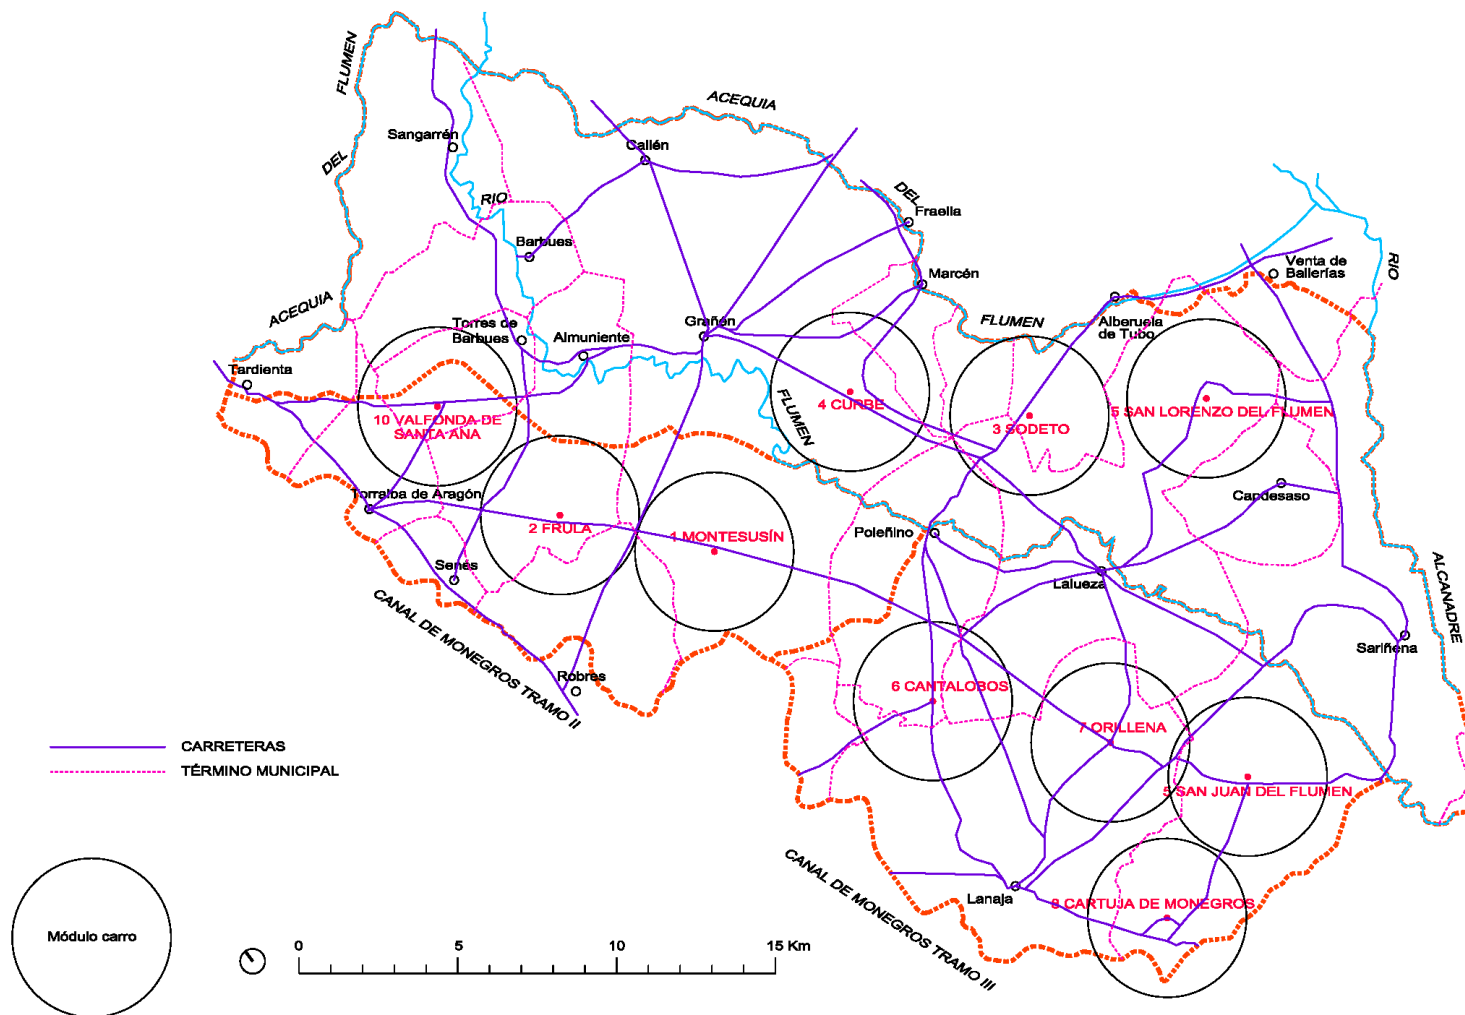 FLUMEN
DEL
ACEQUIA
ACEQUIA
DEL
FLUMEN
RIO
FLUMEN
RIO
ALCANADRE
Sangarrén
Callén
Barbues
Fraella
Marcén
Venta de
Ballerías
Torres de
Barbues
Almuniente
Grañén
Alberuela
de Tubo
Tardienta
10 VALFONDA DE
SANTA ANA
4 CURBE
3 SODETO
5 SAN LORENZO DEL FLUMEN
Torralba de Aragón
Capdesaso
2 FRULA
1 MONTESUSÍN
Poleñino
Senés
Lalueza
CANAL DE MONEGROS TRAMO II
Robres
Sariñena
6 CANTALOBOS
7 ORILLENA
5 SAN JUAN DEL FLUMEN
CARRETERAS
TÉRMINO MUNICIPAL
Lanaja
8 CARTUJA DE MONEGROS
CANAL DE MONEGROS TRAMO III
Módulo carro
0 5 10 15 Km